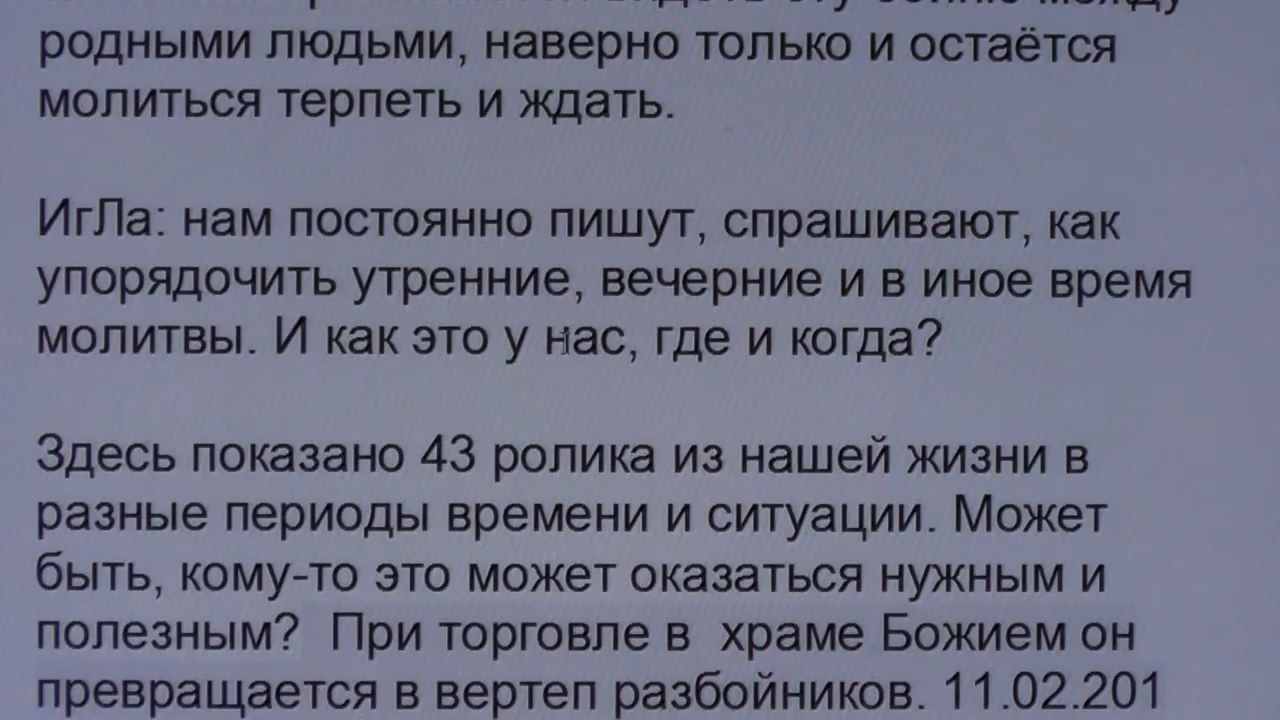 родными людьми, наверно только и остаётся
молиться терпеть и ждать.
ИгЛа: нам постоянно пишут, спрашивают, как
упорядочить утренние, вечерние и в иное время
молитвы. И как это у нас, где и когда?
Здесь показано 43 ролика из нашей жизни в
разные периоды времени и ситуации. Может
быть, кому-то это может оказаться нужным и
полезным? При торговле в храме Божием он
превращается в вертеп разбойников. 11.02.201